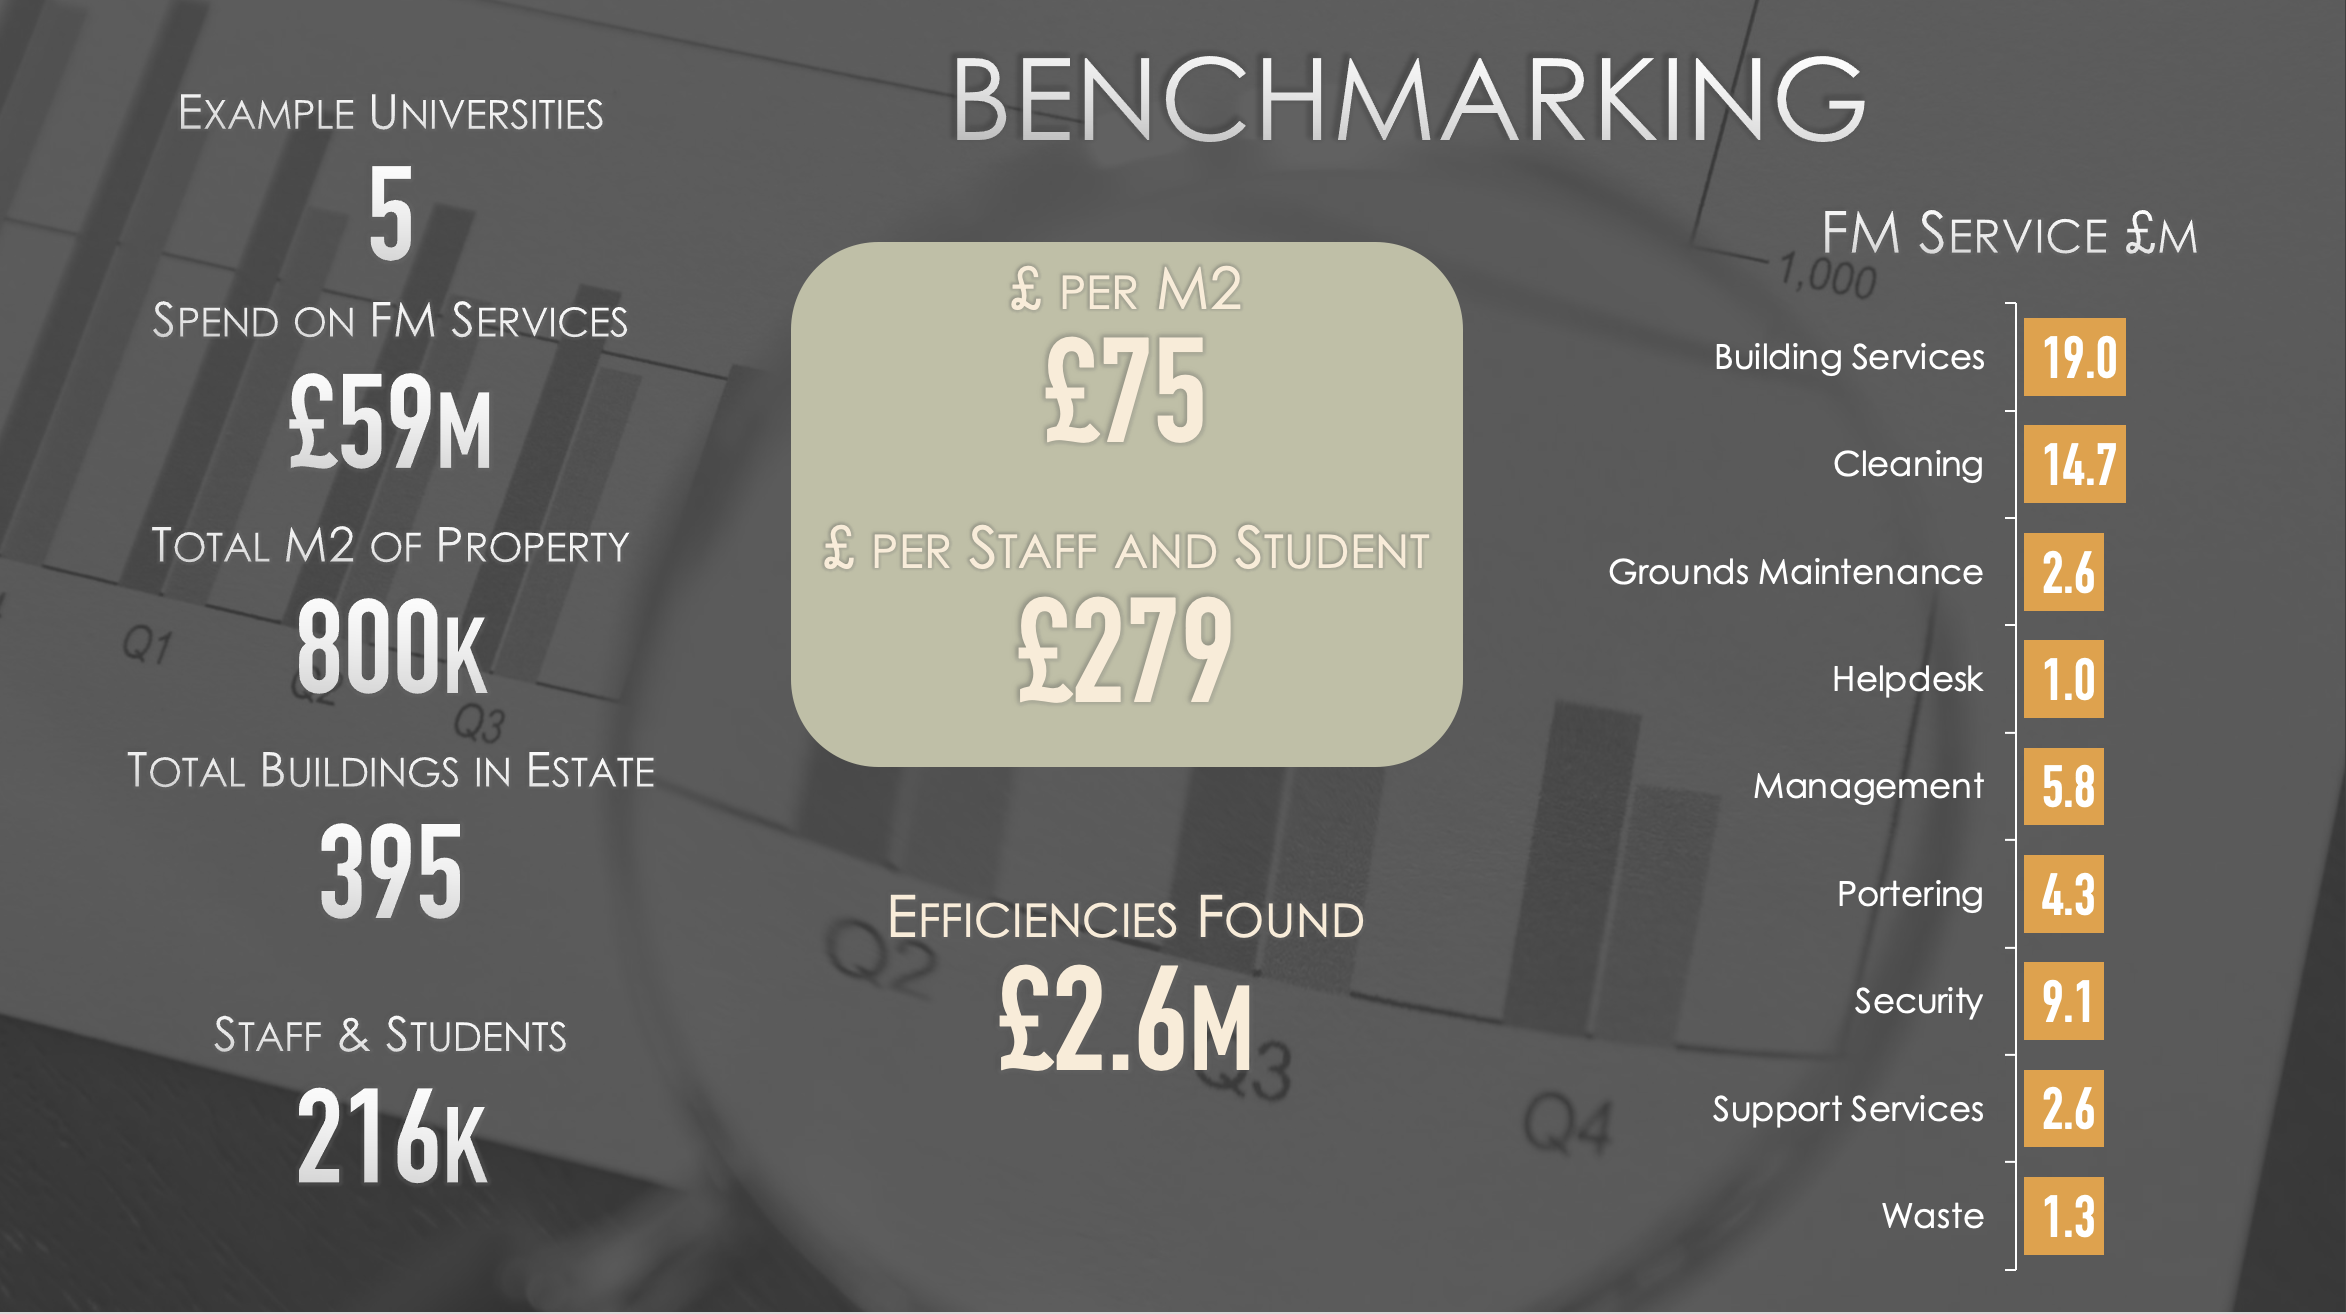 BENCHMARKING
EXAMPLE UNIVERSITIES
5
SPEND ON FM SERVICES
£59M
TOTAL M2 OF PROPERTY
800K
TOTAL BUILDINGS IN ESTATE
395
STAFF & STUDENTS
216K
£ PER M2
£75
£ PER STAFF AND STUDENT
£279
EFFICIENCIES FOUND
£2.6M
FM SERVICE £M
Building Services 19.0
Cleaning 14.7
Grounds Maintenance 2.6
Helpdesk 1.0
Management 5.8
Portering 4.3
Security 9.1
Support Services 2.6
Waste 1.3
1,000
Q1
Q2
Q3
Q2
Q3
Q4